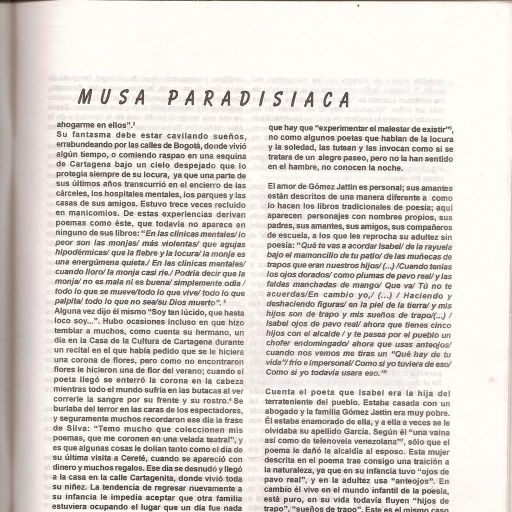 MUSA PARADISIACA
ahogarme en ellos".²
Su fantasma debe estar cavilando sueños,
errabundeando por las calles de Bogotá, donde vivió
algún tiempo, o comiendo raspao en una esquina
de Cartagena bajo un cielo despejado que lo
protegía siempre de su locura, ya que una parte de
sus últimos años transcurrió en el encierro de las
cárceles, los hospitales mentales, los parques y las
casas de sus amigos. Estuvo trece veces recluido
en manicomios. De estas experiencias derivan
poemas como éste, que todavía no aparece en
ninguno de sus libros: "En las clínicas mentales/ lo
peor son las monjas/ más violentas/ que agujas
hipodérmicas/ que la fiebre y la locura/ la monja es
una energúmena quieta./ En las clínicas mentales/
cuando lloro/ la monja casi ríe./ Podría decir que la
monja/ no es mala ni es buena/ simplemente odia /
todo lo que se mueve/todo lo que vive/ todo lo que
palpita/ todo lo que no sea/su Dios muerto". ³
Alguna vez dijo él mismo "Soy tan lúcido, que hasta
loco soy...". Hubo ocasiones incluso en que hizo
temblar a muchos, como cuenta su hermano, un
día en la Casa de la Cultura de Cartagena durante
un recital en el que había pedido que se le hiciera
una corona de flores, pero como no encontraron
flores le hicieron una de flor del verano; cuando el
poeta llegó se enterró la corona en la cabeza
mientras todo el mundo sufría en las butacas al ver
correrle la sangre por su frente y su rostro.⁴ Se
burlaba del terror en las caras de los espectadores,
y seguramente muchos recordaron ese día la frase
de Silva: "Temo mucho que coleccionen mis
poemas, que me coronen en una velada teatral", y
es que algunas cosas le dolían tanto como el día de
su última visita a Cereté, cuando se apareció con
dinero y muchos regalos. Ese día se desnudó y llegó
a la casa en la calle Cartagenita, donde vivió toda
su niñez. La tendencia de regresar nuevamente a
su infancia le impedía aceptar que otra familia
estuviera ocupando el lugar que un día fue nada
que hay que "experimentar el malestar de existir"⁵,
no como algunos poetas que hablan de la locura
y la soledad, las tutean y las invocan como si se
tratara de un alegre paseo, pero no la han sentido
en el hambre, no conocen la noche.
El amor de Gómez Jattin es personal; sus amantes
están descritos de una manera diferente a como
lo hacen los libros tradicionales de poesía; aquí
aparecen personajes con nombres propios, sus
padres, sus amantes, sus amigos, sus compañeros
de escuela, a los que les reprocha su adultez sin
poesía: "Qué te vas a acordar Isabel/ de la rayuela
bajo el mamoncillo de tu patio/ de las muñecas de
trapos que eran nuestros hijos/ (...) /Cuando tenías
los ojos dorados/ como plumas de pavo real/ y las
faldas manchadas de mango/ Que va/ Tú no te
acuerdas/En cambio yo,/ (...) / Haciendo y
deshaciendo figuras/ en la piel de la tierra/ y mis
hijos son de trapo y mis sueños de trapo/(...) /
Isabel ojos de pavo real/ ahora que tienes cinco
hijos con el alcalde / y te pasea por el pueblo un
chofer endomingado/ ahora que usas anteojos/
cuando nos vemos me tiras un "Qué hay de tu
vida"/ frío e impersonal/ Como si yo tuviera de eso/
Como si yo todavía usara eso."
Cuenta el poeta que Isabel era la hija del
terrateniente del pueblo. Estaba casada con un
abogado y la familia Gómez Jattin era muy pobre.
Él estaba enamorado de ella, y a ella a veces se le
olvidaba su apellido García. Según él "una vaina
así como de telenovela venezolana"⁷, sólo que el
poema le dañó la alcaldía al esposo. Esta mujer
descrita en el poema trae consigo una traición a
la naturaleza, ya que en su infancia tuvo "ojos de
pavo real", y en la adultez usa "anteojos". En
cambio él vive en el mundo infantil de la poesía,
está puro, en su vida todavía fluyen "hijos de
trapo", "sueños de trapo". Este es el mismo caso